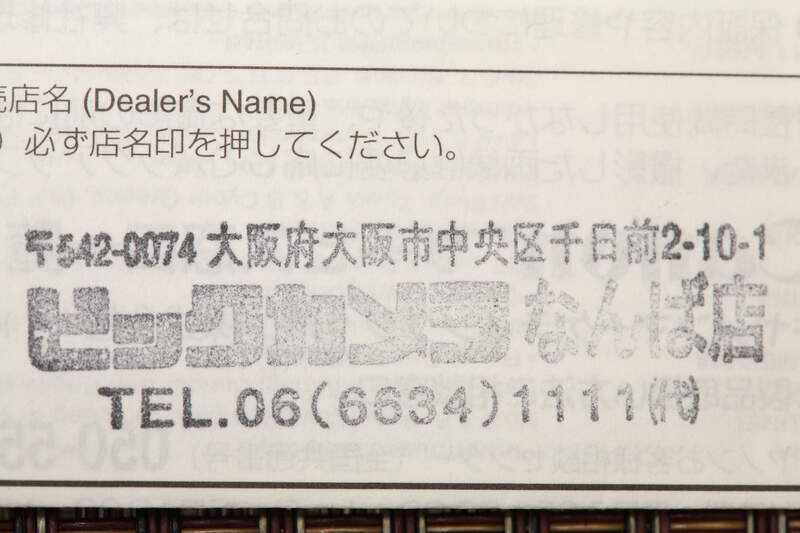 店名 (Dealer's Name)
）必ず店名印を押してください。
〒542-0074 大阪府大阪市中央区千日前2-10-1
ビックカメラなんば店
TEL.06(6634)1111㈹